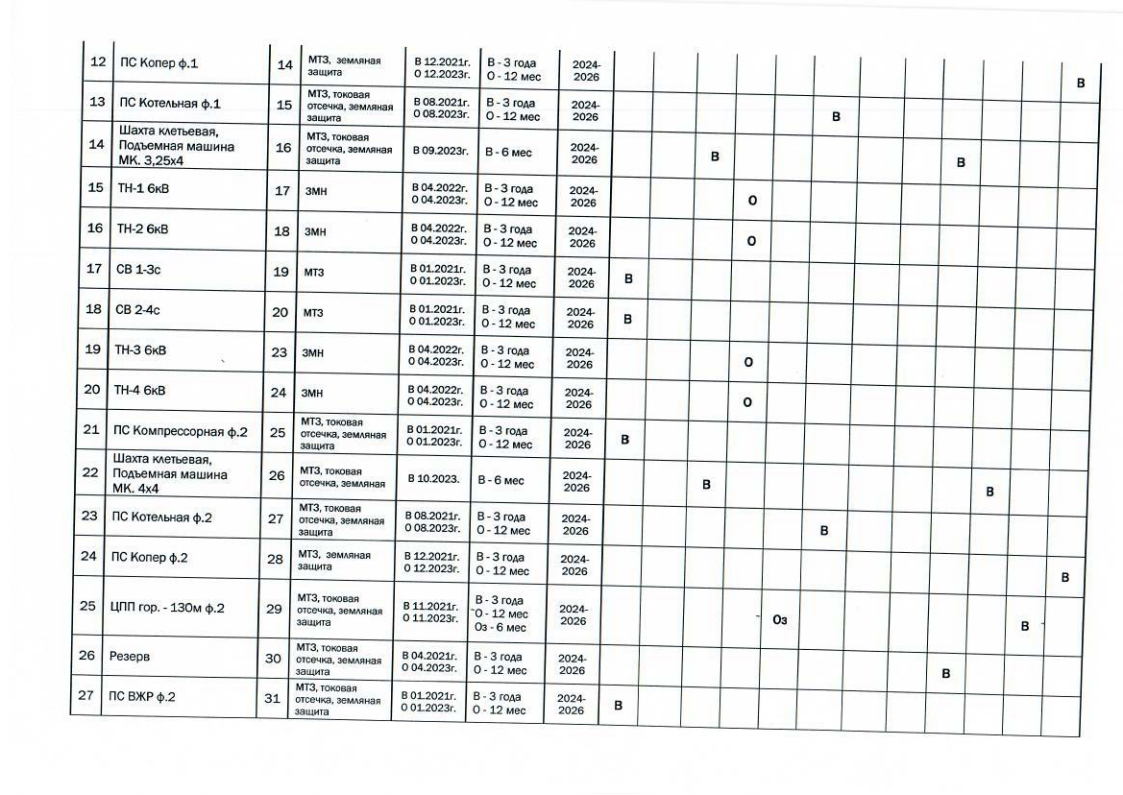 12 ПС Копер ф.1 14 МТЗ, земляная защита В 12.2021г. О 12.2023г. В - 3 года О - 12 мес 2024-2026 В
13 ПС Котельная ф.1 15 МТЗ, токовая отсечка, земляная защита В 08.2021г. О 08.2023г. В - 3 года О - 12 мес 2024-2026 В
14 Шахта клетьевая, Подъемная машина МК. 3,25х4 16 МТЗ, токовая отсечка, земляная защита В 09.2023г. В - 6 мес 2024-2026 В В
15 ТН-1 6кВ 17 ЗМН В 04.2022г. О 04.2023г. В - 3 года О - 12 мес 2024-2026 О
16 ТН-2 6кВ 18 ЗМН В 04.2022г. О 04.2023г. В - 3 года О - 12 мес 2024-2026 О
17 СВ 1-3с 19 МТЗ В 01.2021г. О 01.2023г. В - 3 года О - 12 мес 2024-2026 В
18 СВ 2-4с 20 МТЗ В 01.2021г. О 01.2023г. В - 3 года О - 12 мес 2024-2026 В
19 ТН-3 6кВ 23 ЗМН В 04.2022г. О 04.2023г. В - 3 года О - 12 мес 2024-2026 О
20 ТН-4 6кВ 24 ЗМН В 04.2022г. О 04.2023г. В - 3 года О - 12 мес 2024-2026 О
21 ПС Компрессорная ф.2 25 МТЗ, токовая отсечка, земляная защита В 01.2021г. О 01.2023г. В - 3 года О - 12 мес 2024-2026 В
22 Шахта клетьевая, Подъемная машина МК. 4х4 26 МТЗ, токовая отсечка, земляная В 10.2023. В - 6 мес 2024-2026 В В
23 ПС Котельная ф.2 27 МТЗ, токовая отсечка, земляная защита В 08.2021г. О 08.2023г. В - 3 года О - 12 мес 2024-2026 В
24 ПС Копер ф.2 28 МТЗ, земляная защита В 12.2021г. О 12.2023г. В - 3 года О - 12 мес 2024-2026 В
25 ЦПП гор. - 130м ф.2 29 МТЗ, токовая отсечка, земляная защита В 11.2021г. О 11.2023г. В - 3 года О - 12 мес Оз - 6 мес 2024-2026 Оз В
26 Резерв 30 МТЗ, токовая отсечка, земляная защита В 04.2021г. О 04.2023г. В - 3 года О - 12 мес 2024-2026 В
27 ПС ВЖР ф.2 31 МТЗ, токовая отсечка, земляная защита В 01.2021г. О 01.2023г. В - 3 года О - 12 мес 2024-2026 В